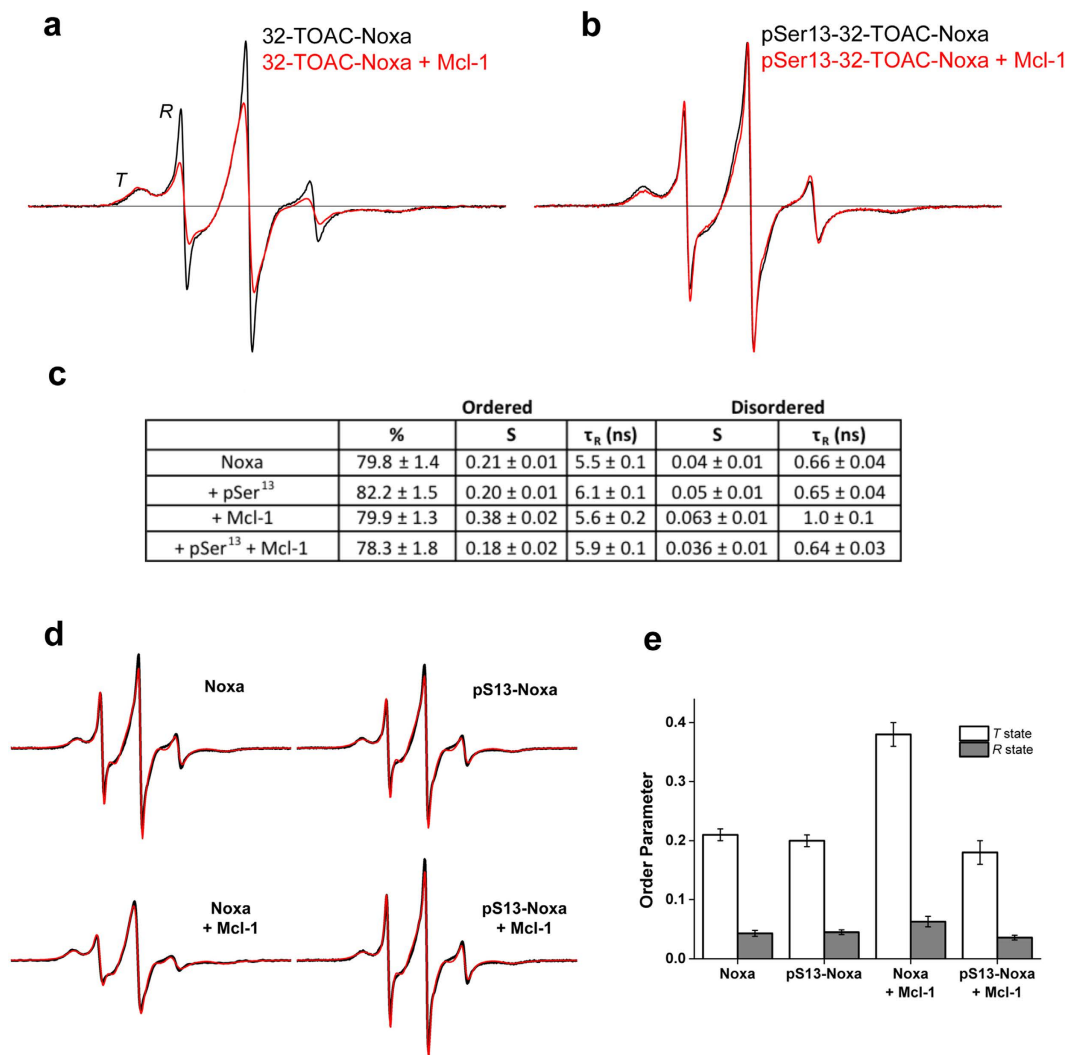 a
32-TOAC-Noxa
32-TOAC-Noxa + Mcl-1
R
T
b
pSer13-32-TOAC-Noxa
pSer13-32-TOAC-Noxa + Mcl-1
c
Ordered Disordered
% S τR (ns) S τR (ns)
Noxa 79.8 ± 1.4 0.21 ± 0.01 5.5 ± 0.1 0.04 ± 0.01 0.66 ± 0.04
+ pSer13 82.2 ± 1.5 0.20 ± 0.01 6.1 ± 0.1 0.05 ± 0.01 0.65 ± 0.04
+ Mcl-1 79.9 ± 1.3 0.38 ± 0.02 5.6 ± 0.2 0.063 ± 0.01 1.0 ± 0.1
+ pSer13 + Mcl-1 78.3 ± 1.8 0.18 ± 0.02 5.9 ± 0.1 0.036 ± 0.01 0.64 ± 0.03
d
Noxa
pS13-Noxa
Noxa
+ Mcl-1
pS13-Noxa
+ Mcl-1
e
Order Parameter
0.4
0.3
0.2
0.1
0.0
T state
R state
Noxa
pS13-Noxa
Noxa
+ Mcl-1
pS13-Noxa
+ Mcl-1